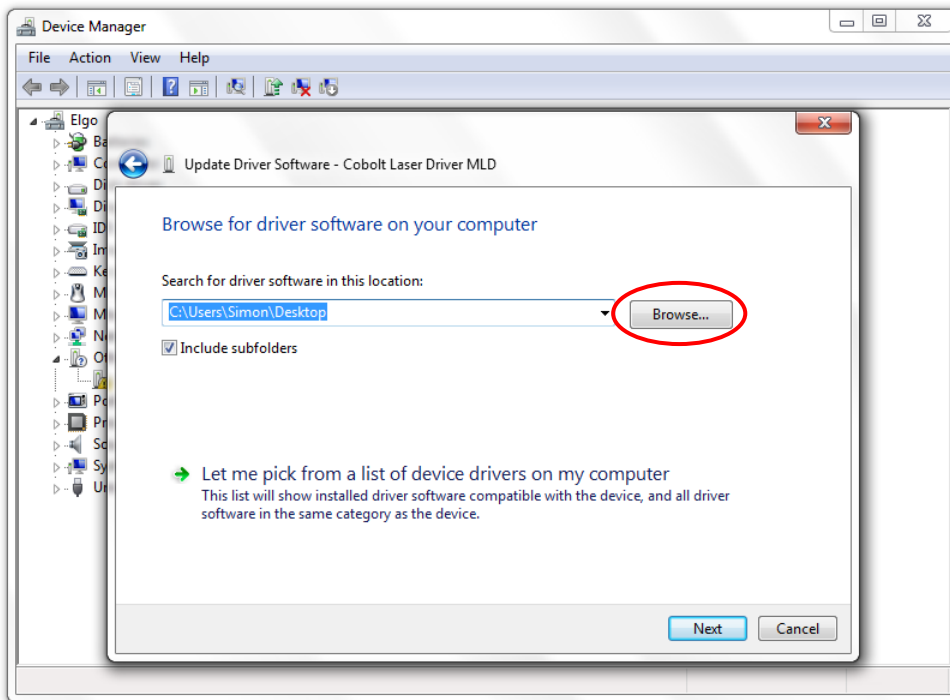 Device Manager
File Action View Help
Elgo
Update Driver Software - Cobolt Laser Driver MLD
Browse for driver software on your computer
Search for driver software in this location:
C:\Users\Simon\Desktop
Browse...
Include subfolders
Let me pick from a list of device drivers on my computer
This list will show installed driver software compatible with the device, and all driver
software in the same category as the device.
Next Cancel